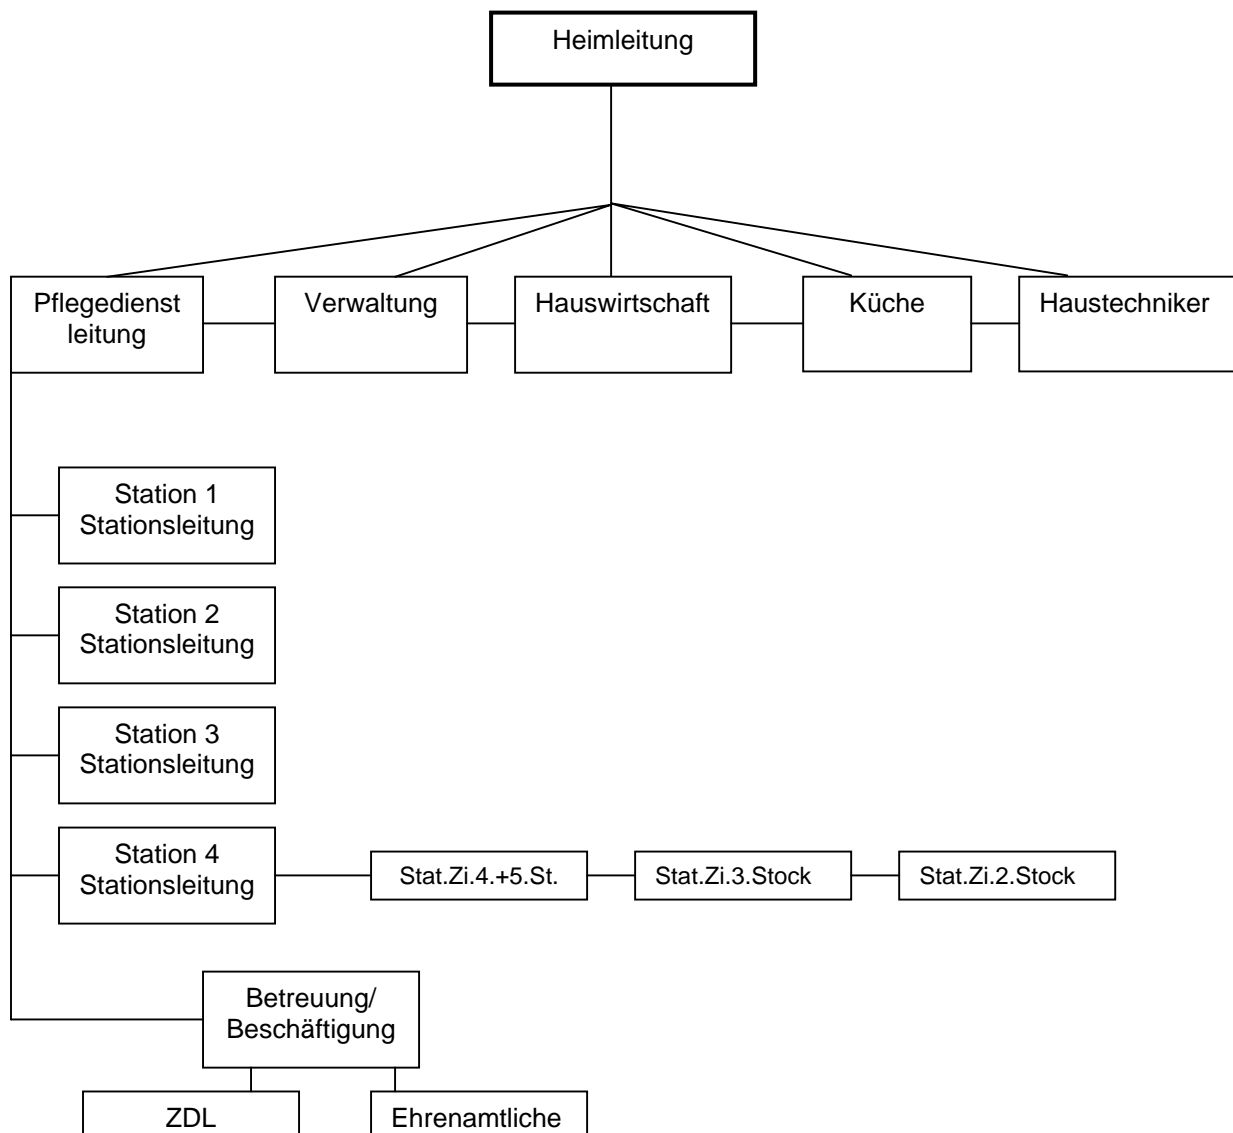 Heimleitung
Pflegedienst
leitung
Verwaltung
Hauswirtschaft
Küche
Haustechniker
Station 1
Stationsleitung
Station 2
Stationsleitung
Station 3
Stationsleitung
Station 4
Stationsleitung
Stat.Zi.4.+5.St.
Stat.Zi.3.Stock
Stat.Zi.2.Stock
Betreuung/
Beschäftigung
ZDL
Ehrenamtliche